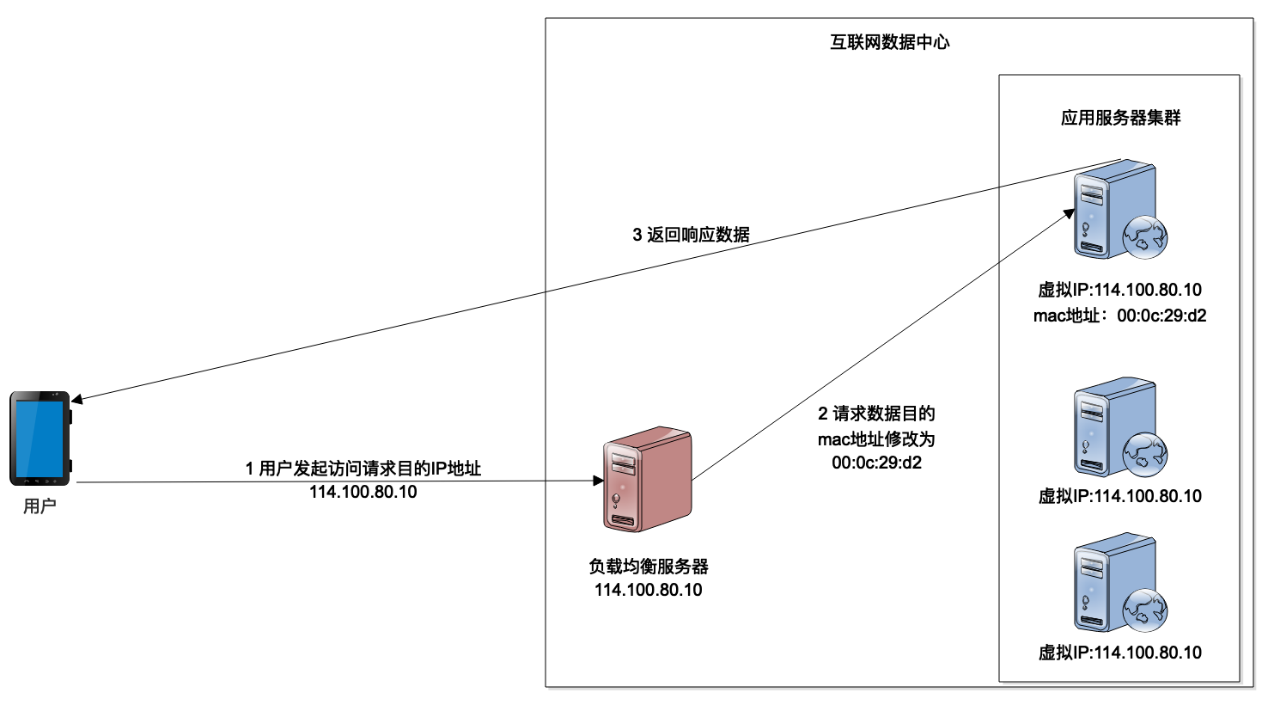 互联网数据中心
应用服务器集群
3 返回响应数据
虚拟IP:114.100.80.10
mac地址：00:0c:29:d2
2 请求数据目的
mac地址修改为
00:0c:29:d2
1 用户发起访问请求目的IP地址
114.100.80.10
用户
虚拟IP:114.100.80.10
负载均衡服务器
114.100.80.10
虚拟IP:114.100.80.10